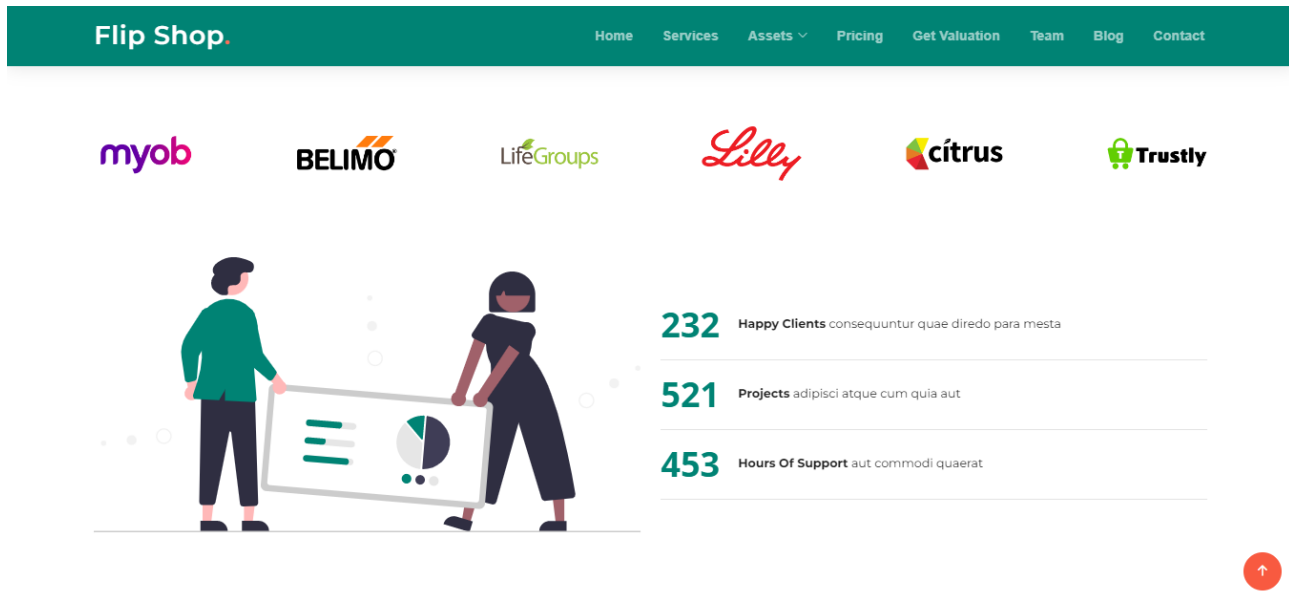 Flip Shop.
Home Services Assets Pricing Get Valuation Team Blog Contact
myob BELIMO LifeGroups Lilly citrus Trustly
232 Happy Clients consequuntur quae diredo para mesta
521 Projects adipisci atque cum quia aut
453 Hours Of Support aut commodi quaerat